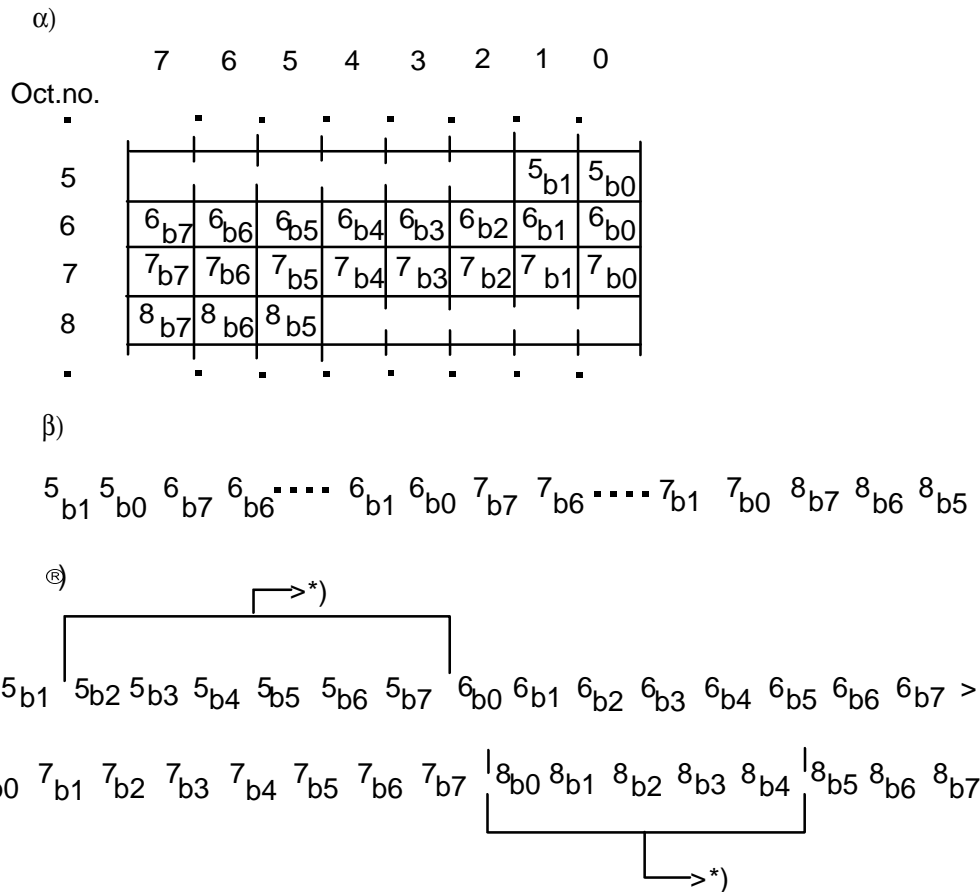 α)
7 6 5 4 3 2 1 0
Oct.no.
5 5b1 5b0
6 6b7 6b6 6b5 6b4 6b3 6b2 6b1 6b0
7 7b7 7b6 7b5 7b4 7b3 7b2 7b1 7b0
8 8b7 8b6 8b5
β)
5b1 5b0 6b7 6b6 .... 6b1 6b0 7b7 7b6 .... 7b1 7b0 8b7 8b6 8b5
®)
>*)
5b1 5b2 5b3 5b4 5b5 5b6 5b7 6b0 6b1 6b2 6b3 6b4 6b5 6b6 6b7 >
b0 7b1 7b2 7b3 7b4 7b5 7b6 7b7 8b0 8b1 8b2 8b3 8b4 8b5 8b6 8b7
>*)